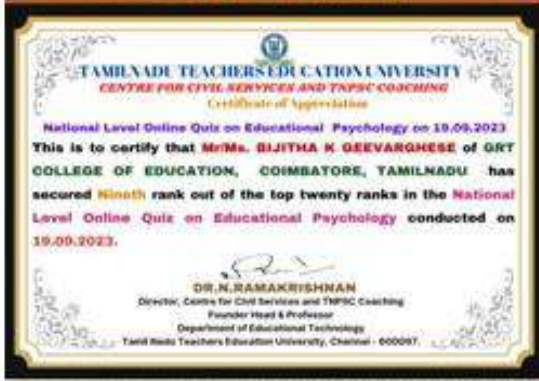 TAMILNADU TEACHERS EDUCATION UNIVERSITY
CENTRE FOR CIVIL SERVICES AND TNPSC COACHING
Certificate of Appreciation
National Level Online Quiz on Educational Psychology on 19.09.2023
This is to certify that Mr/Ms. BIJITHA K GEEVARGHESE of GRT
COLLEGE OF EDUCATION, COIMBATORE, TAMILNADU has
secured Nineth rank out of the top twenty ranks in the National
Level Online Quiz on Educational Psychology conducted on
19.09.2023.
DR.N.RAMAKRISHNAN
Director, Centre for Civil Services and TNPSC Coaching
Founder Head & Professor
Department of Educational Technology
Tamil Nadu Teachers Education University, Chennai - 600097.